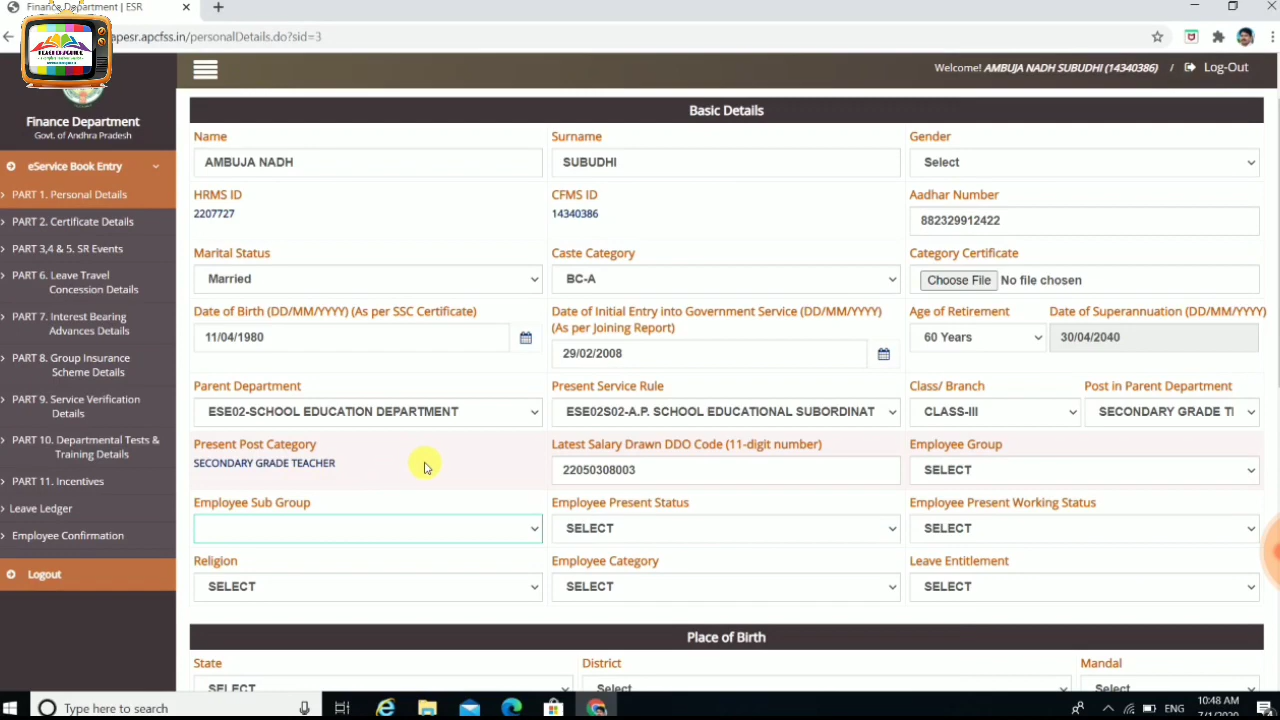 Finance Department | ESR
apesr.apcfss.in/personalDetails.do?sid=3
Welcome! AMBUJA NADH SUBUDHI (14340386) / Log-Out
Finance Department
Govt. of Andhra Pradesh
eService Book Entry
PART 1. Personal Details
PART 2. Certificate Details
PART 3,4 & 5. SR Events
PART 6. Leave Travel
Concession Details
PART 7. Interest Bearing
Advances Details
PART 8. Group Insurance
Scheme Details
PART 9. Service Verification
Details
PART 10. Departmental Tests &
Training Details
PART 11. Incentives
Leave Ledger
Employee Confirmation
Logout
Basic Details
Name Surname Gender
AMBUJA NADH SUBUDHI Select
HRMS ID CFMS ID Aadhar Number
2207727 14340386 882329912422
Marital Status Caste Category Category Certificate
Married BC-A Choose File No file chosen
Date of Birth (DD/MM/YYYY) (As per SSC Certificate) Date of Initial Entry into Government Service (DD/MM/YYYY) Age of Retirement Date of Superannuation (DD/MM/YYYY)
(As per Joining Report)
11/04/1980 29/02/2008 60 Years 30/04/2040
Parent Department Present Service Rule Class/ Branch Post in Parent Department
ESE02-SCHOOL EDUCATION DEPARTMENT ESE02S02-A.P. SCHOOL EDUCATIONAL SUBORDINAT CLASS-III SECONDARY GRADE TI
Present Post Category Latest Salary Drawn DDO Code (11-digit number) Employee Group
SECONDARY GRADE TEACHER 22050308003 SELECT
Employee Sub Group Employee Present Status Employee Present Working Status
SELECT SELECT
Religion Employee Category Leave Entitlement
SELECT SELECT SELECT
Place of Birth
State District Mandal
SELECT Select Select
Type here to search
ENG
10:48 AM
7/1/2020